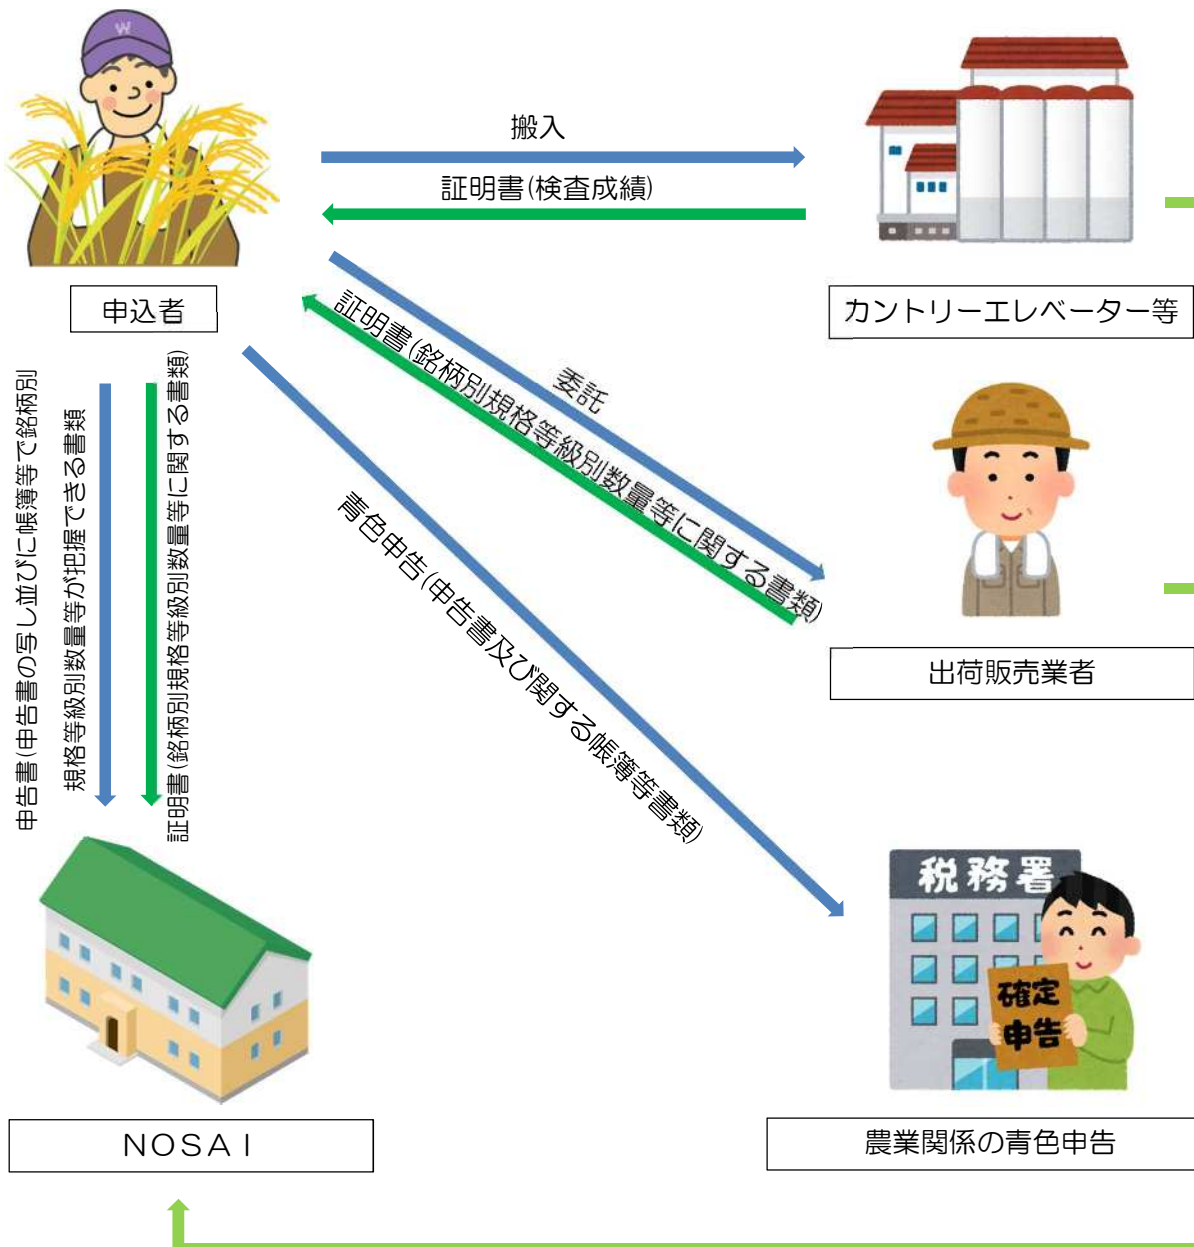 W
搬入
証明書(検査成績)
申込者
カントリーエレベーター等
委託
証明書(銘柄別規格等級別数量等に関する書類)
青色申告(申告書及び関する帳簿等書類)
申告書(申告書の写し並びに帳簿等で銘柄別
規格等級別数量等が把握できる書類
証明書(銘柄別規格等級別数量等に関する書類)
出荷販売業者
税務署
確定
申告
NOSAI
農業関係の青色申告